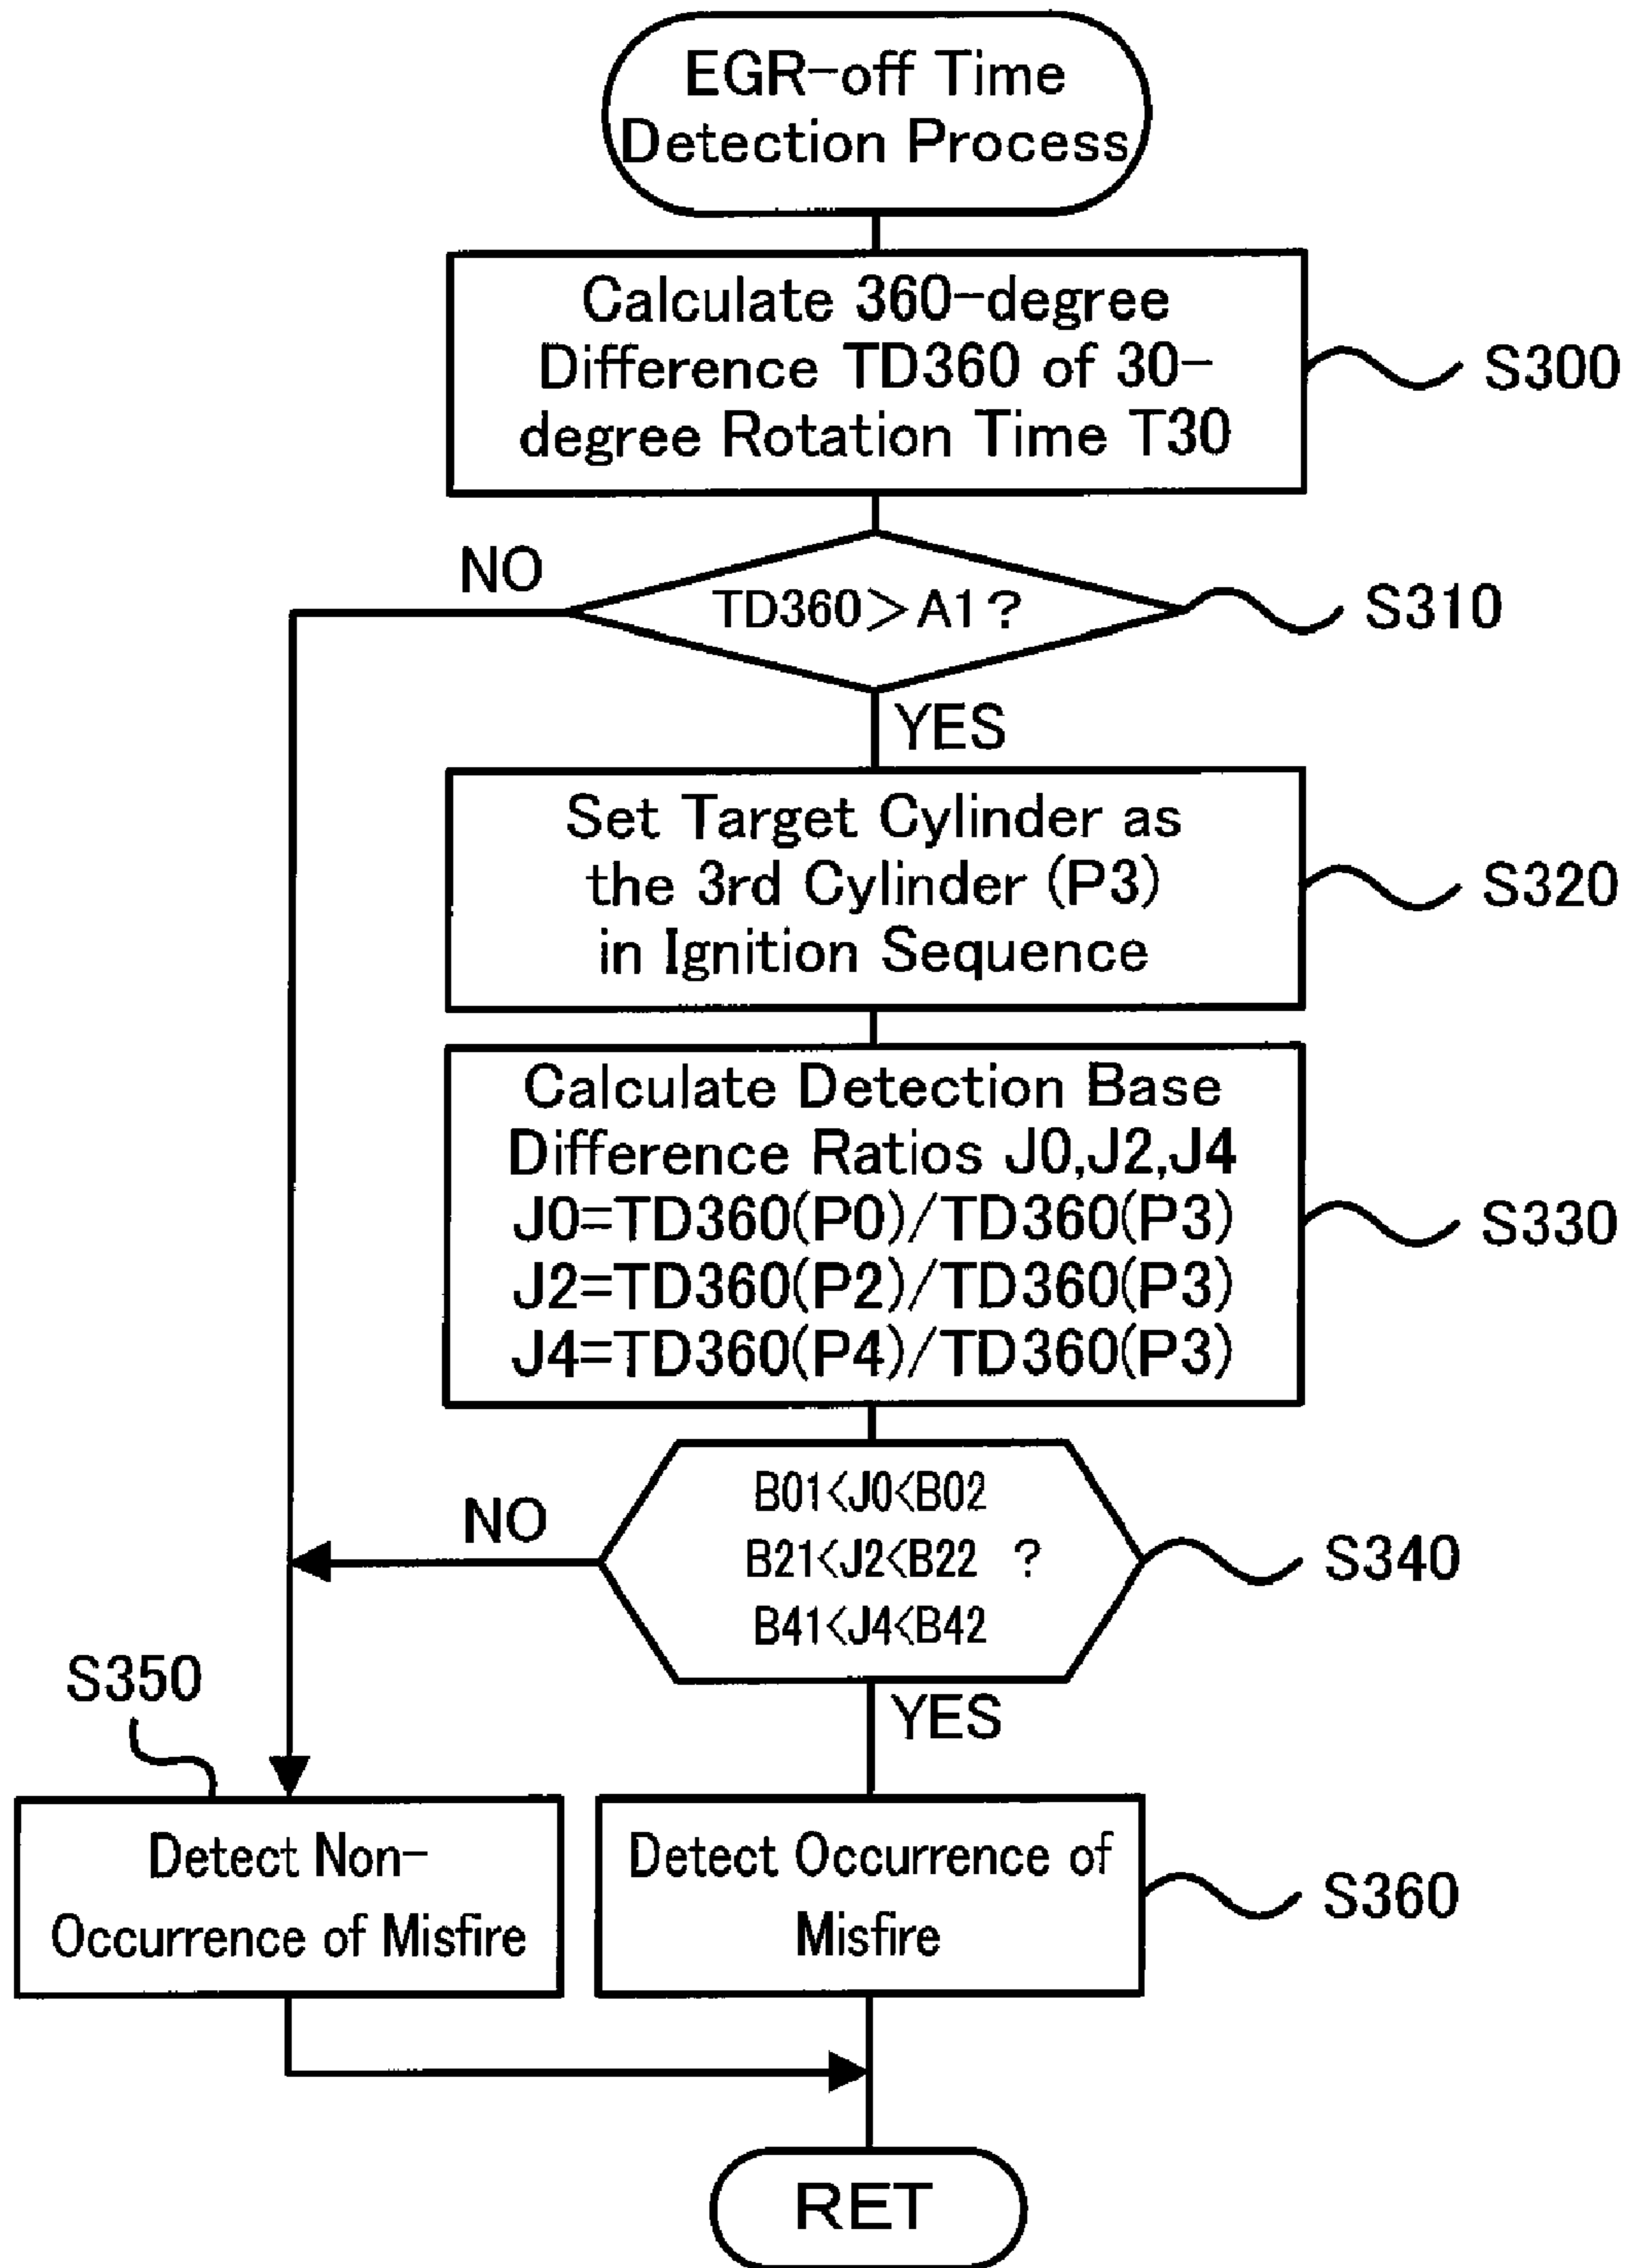 EGR-off Time
Detection Process
Calculate 360-degree
Difference TD360 of 30-
degree Rotation Time T30
S300
NO
TD360>A1?
S310
YES
Set Target Cylinder as
the 3rd Cylinder (P3)
in Ignition Sequence
S320
Calculate Detection Base
Difference Ratios J0,J2,J4
J0=TD360(P0)/TD360(P3)
J2=TD360(P2)/TD360(P3)
J4=TD360(P4)/TD360(P3)
S330
B01<J0<B02
NO
B21<J2<B22 ?
S340
B41<J4<B42
S350
YES
Detect Non-
Occurrence of Misfire
Detect Occurrence of
Misfire
S360
RET